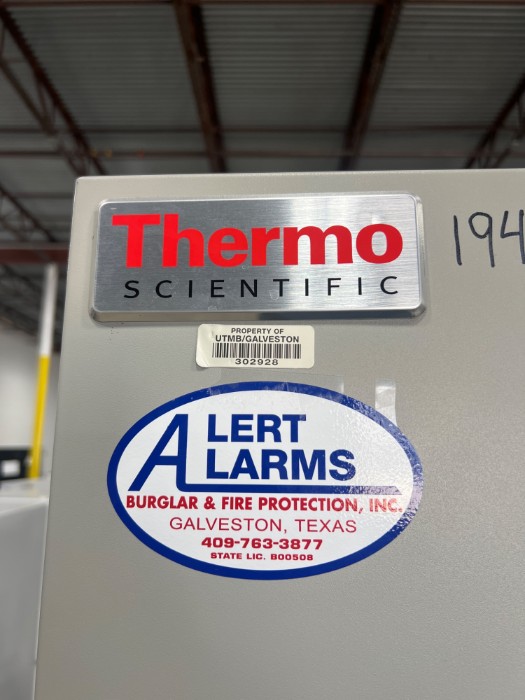 Thermo
SCIENTIFIC
194
PROPERTY OF
UTMB/GALVESTON
302928
ALERT
ALARMS
BURGLAR & FIRE PROTECTION, INC.
GALVESTON, TEXAS
409-763-3877
STATE LIC. B00508